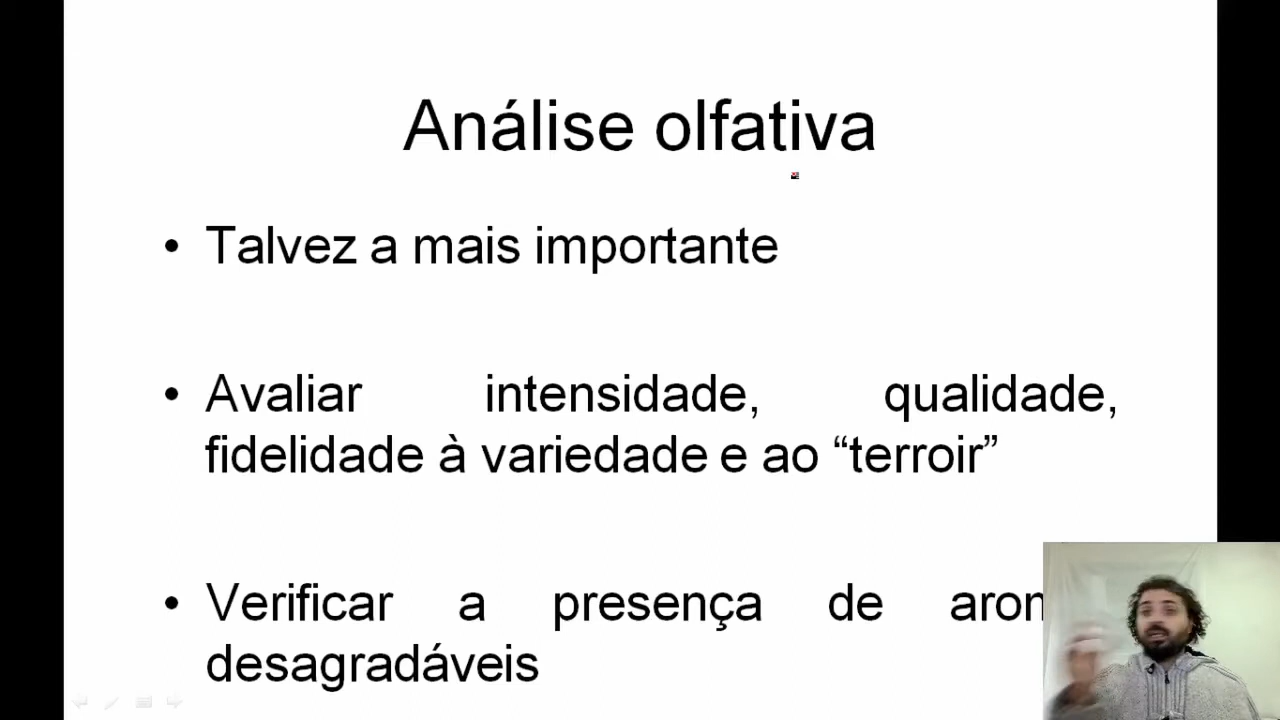 Análise olfativa
• Talvez a mais importante
• Avaliar intensidade, qualidade,
fidelidade à variedade e ao “terroir”
• Verificar a presença de
desagradáveis